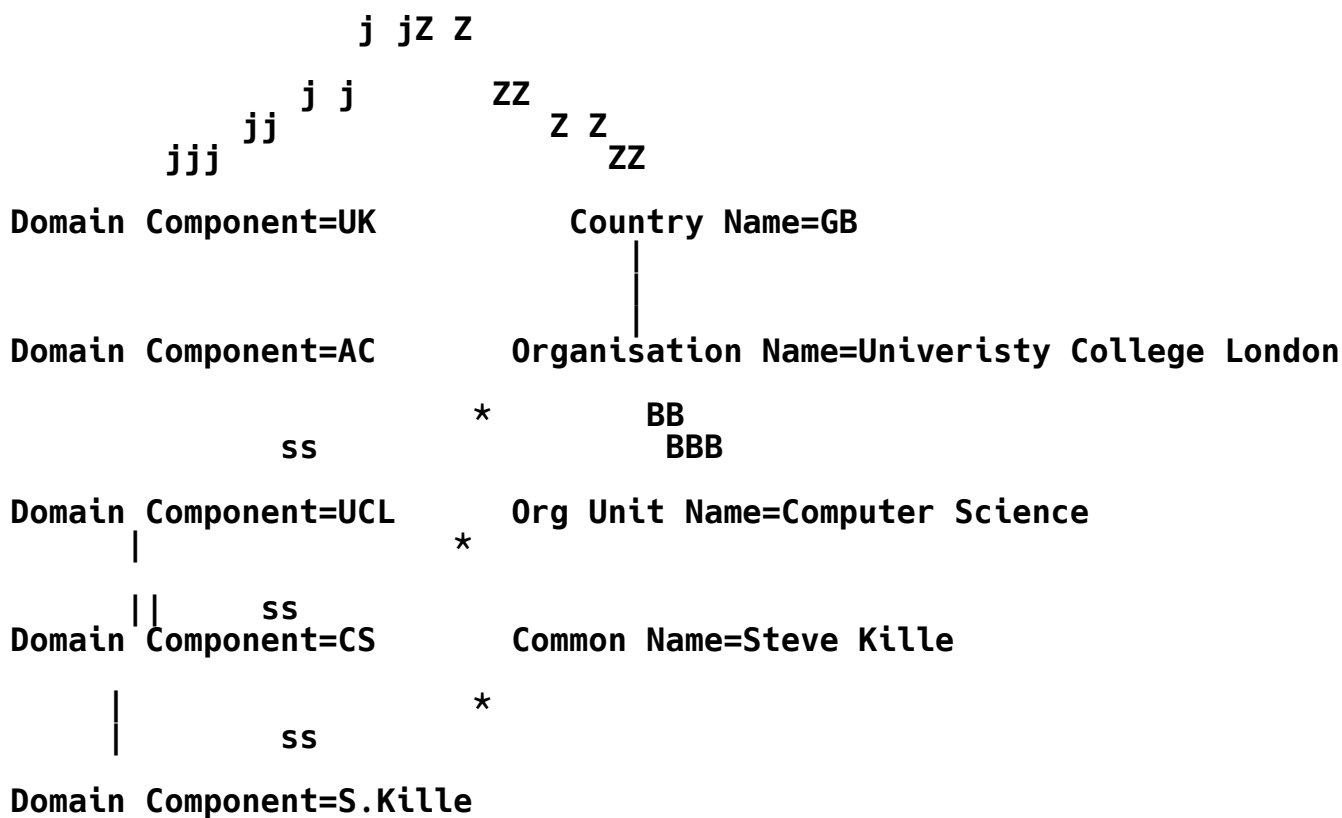 j jZ Z
j j ZZ
jj Z Z
jjj ZZ
Domain Component=UK Country Name=GB
|
|
|
Domain Component=AC Organisation Name=Univeristy College London
* BB
ss BBB
Domain Component=UCL Org Unit Name=Computer Science
| *
|| ss
Domain Component=CS Common Name=Steve Kille
| *
| ss
Domain Component=S.Kille